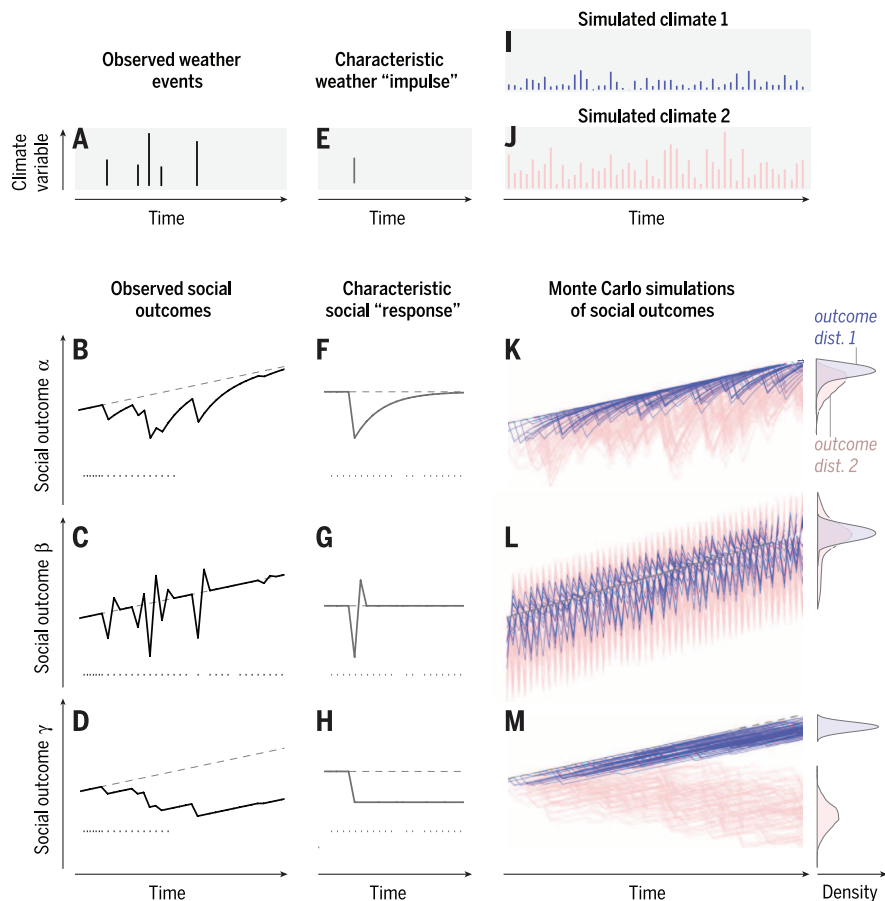 Observed weather
events
Characteristic
weather “impulse”
Simulated climate 1
I
Simulated climate 2
A
E
J
Climate
variable
Time
Time
Time
Observed social
outcomes
Characteristic
social “response”
Monte Carlo simulations
of social outcomes
B
F
K
outcome
dist. 1
outcome
dist. 2
Social outcome α
C
G
L
Social outcome β
D
H
M
Social outcome γ
Time
Time
Time
Density